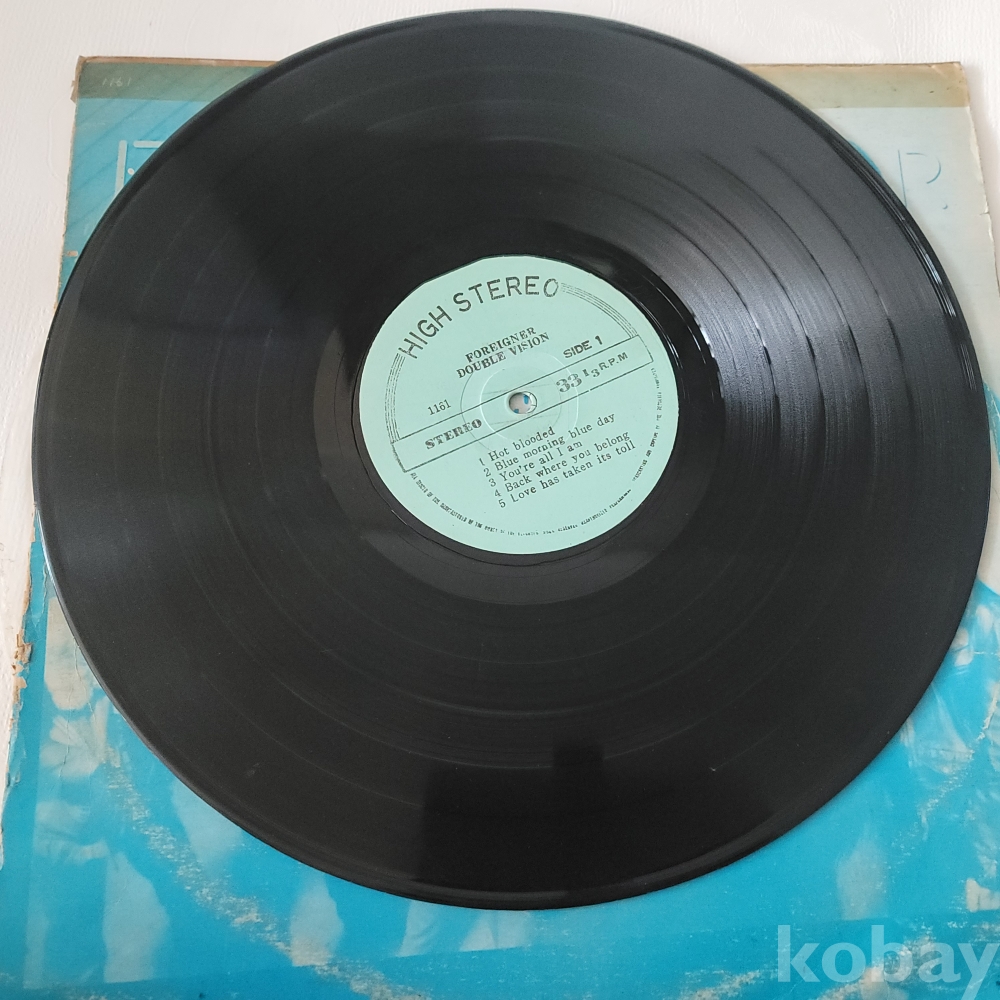 1161
HIGH STEREO
FOREIGNER
DOUBLE VISION
SIDE 1
1161
33 1/3 R.P.M
STEREO
1 Hot blooded
2 Blue morning blue day
3 You're all I am
4 Back where you belong
5 Love has taken its toll
kobay